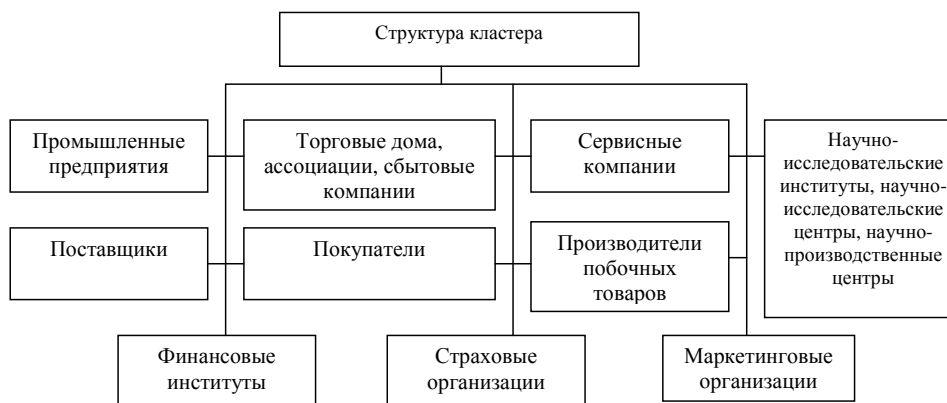 Структура кластера
Промышленные
предприятия
Торговые дома,
ассоциации, сбытовые
компании
Сервисные
компании
Научно-
исследовательские
институты, научно-
исследовательские
центры, научно-
производственные
центры
Поставщики
Покупатели
Производители
побочных
товаров
Финансовые
институты
Страховые
организации
Маркетинговые
организации